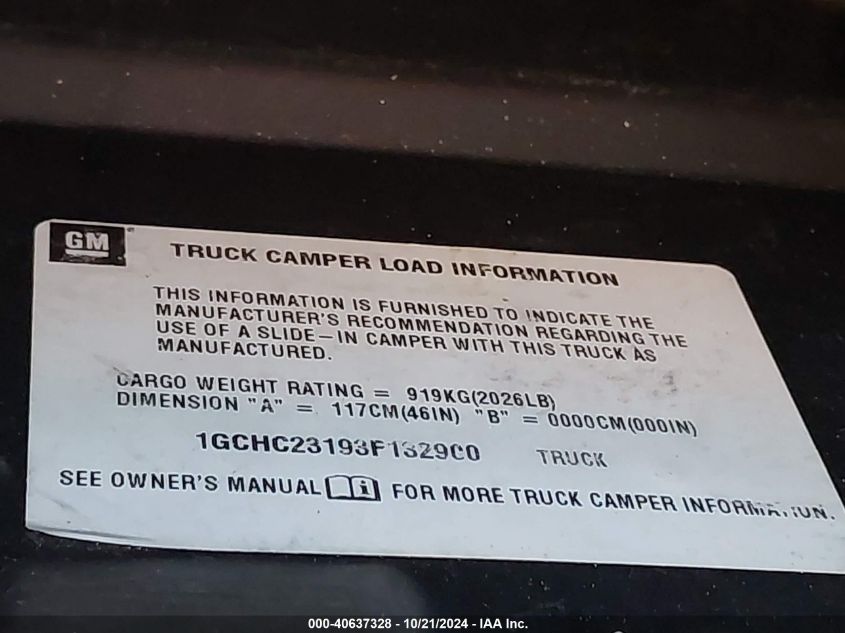 GM
TRUCK CAMPER LOAD INFORMATION
THIS INFORMATION IS FURNISHED TO INDICATE THE
MANUFACTURER'S RECOMMENDATION REGARDING THE
USE OF A SLIDE-IN CAMPER WITH THIS TRUCK AS
MANUFACTURED.
CARGO WEIGHT RATING = 919KG(2026LB)
DIMENSION "A" = 117CM(46IN) "B" = 0000CM(000IN)
1GCHC23193F132900 TRUCK
SEE OWNER'S MANUAL FOR MORE TRUCK CAMPER INFORMATION.
000-40637328 - 10/21/2024 - IAA Inc.